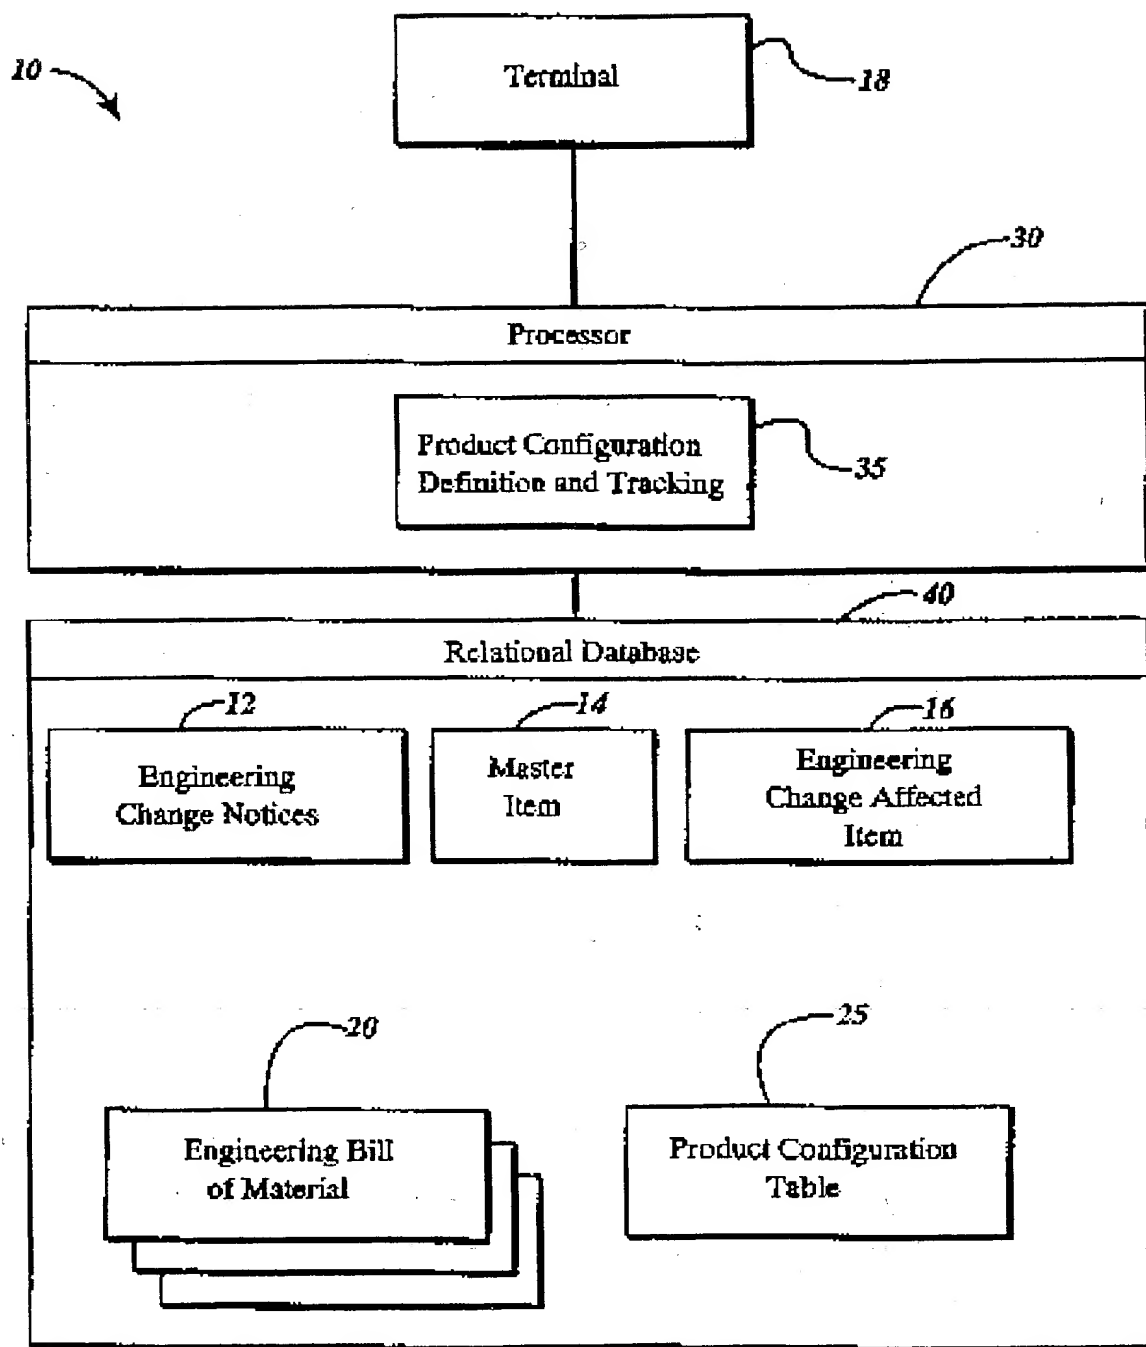 10
Terminal
18
30
Processor
Product Configuration
Definition and Tracking
35
40
Relational Database
12
14
16
Engineering
Change Notices
Master
Item
Engineering
Change Affected
Item
20
25
Engineering Bill
of Material
Product Configuration
Table